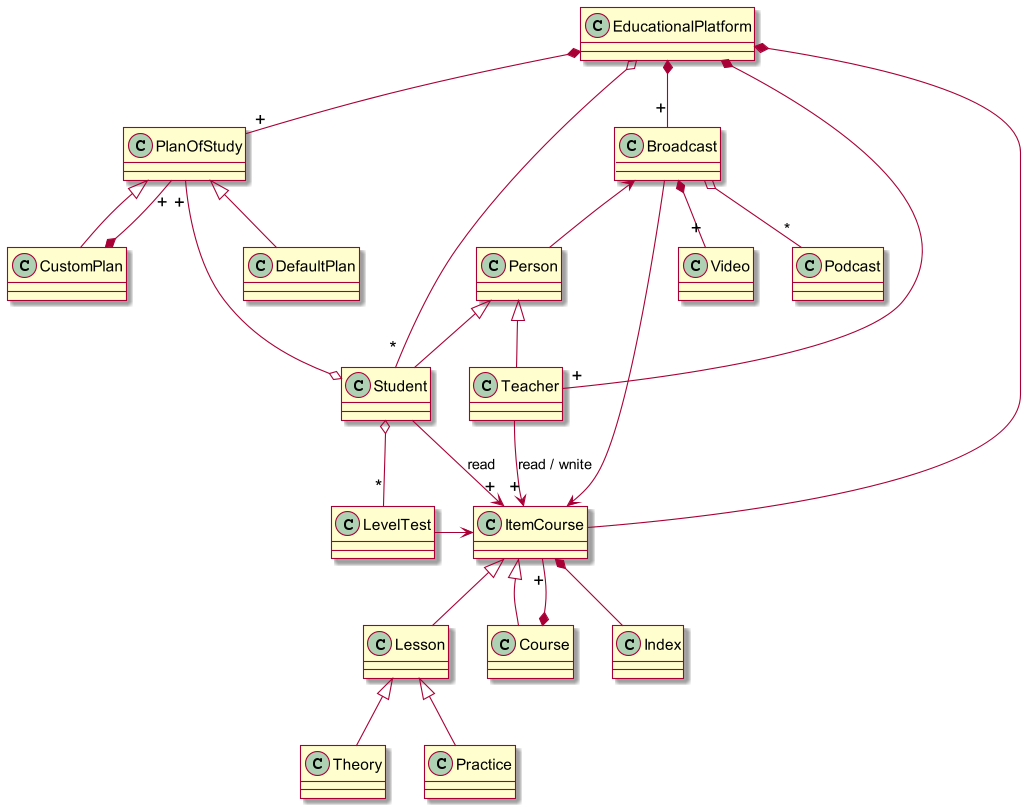 C EducationalPlatform
+
C PlanOfStudy
C Broadcast
+ +
+
*
C CustomPlan
C DefaultPlan
C Person
C Video
C Podcast
*
+
C Student
C Teacher
read
read / wnite
*
+
+
C LevelTest
C ItemCourse
+
C Lesson
C Course
C Index
C Theory
C Practice